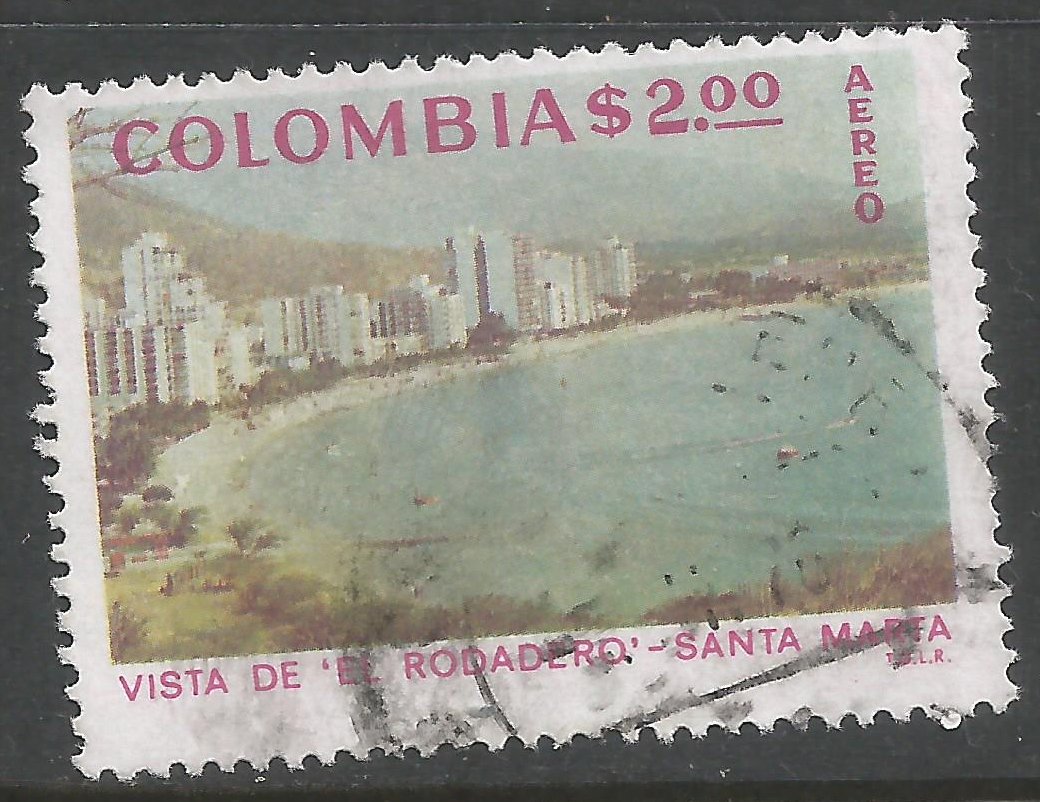 COLOMBIA $2.00
AEREO
VISTA DE 'EL RODADERO' - SANTA MARTA